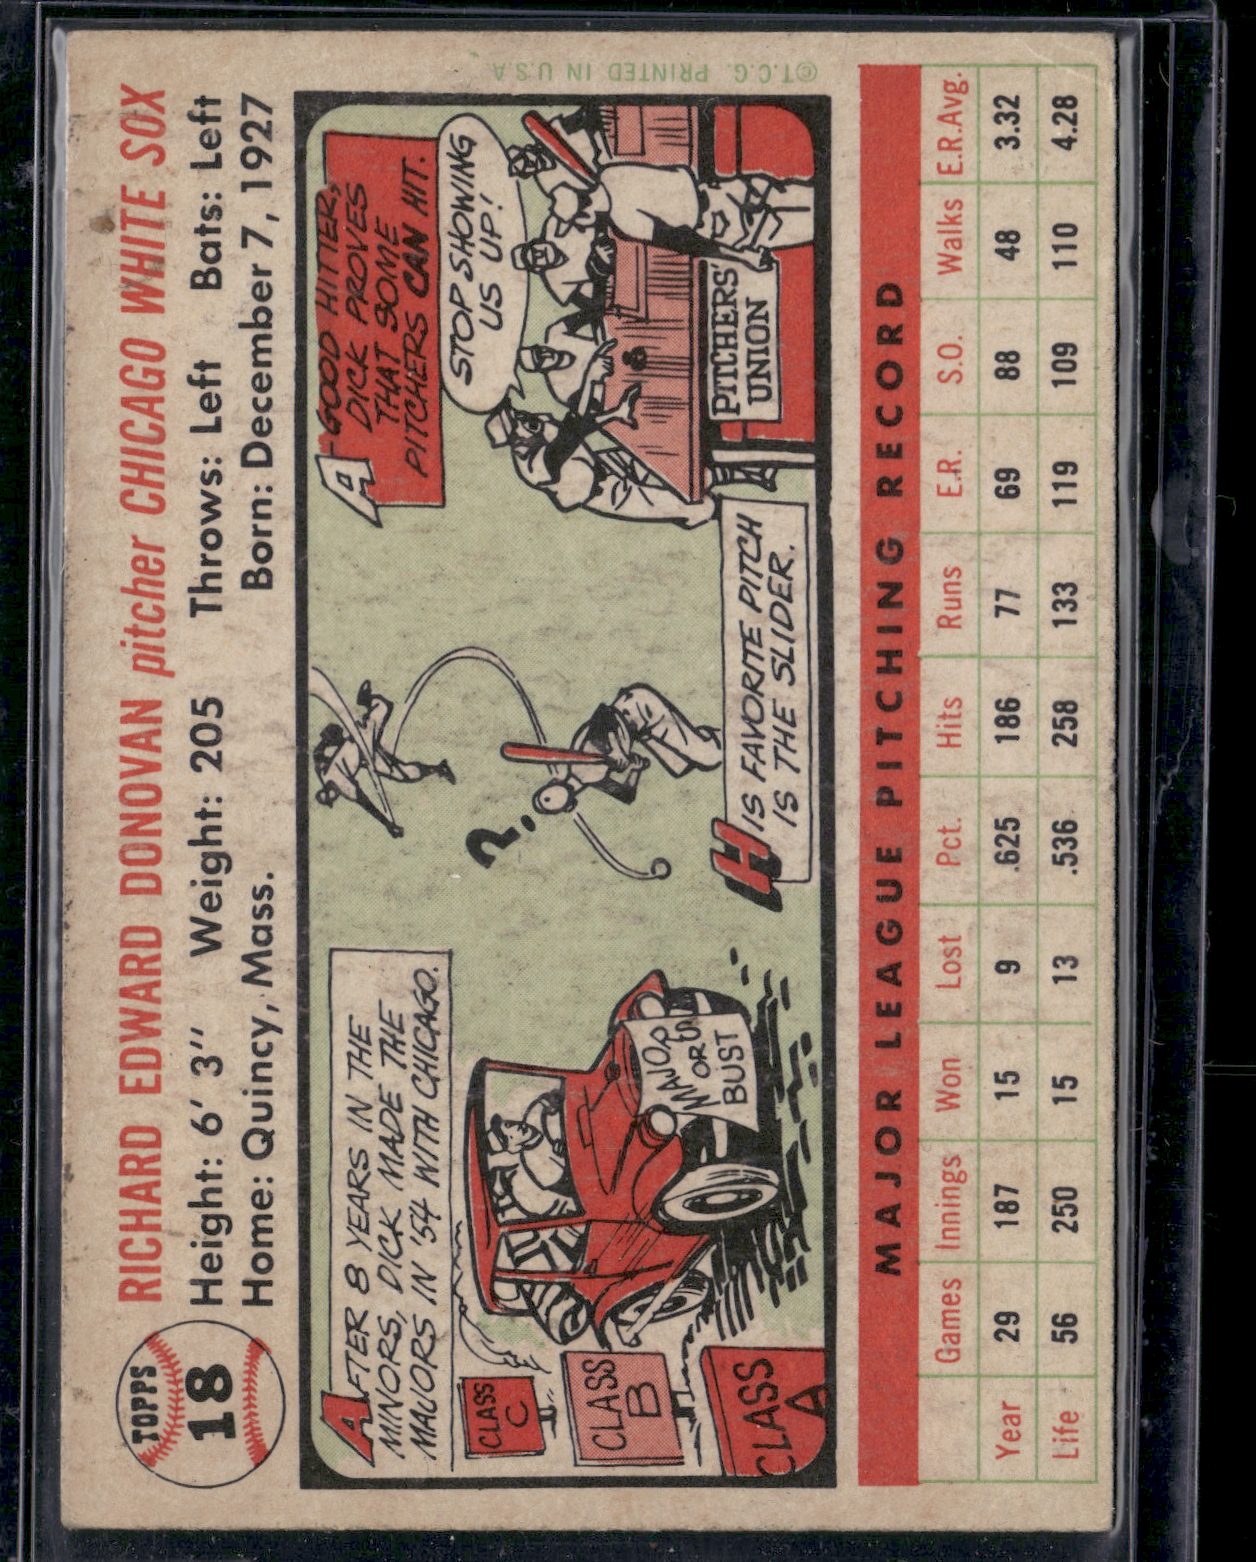 TOPPS
18
RICHARD EDWARD DONOVAN pitcher CHICAGO WHITE SOX
Height: 6' 3" Weight: 205 Throws: Left Bats: Left
Home: Quincy, Mass. Born: December 7, 1927
AFTER 8 YEARS IN THE
MINORS, DICK MADE THE
MAJORS IN '54 WITH CHICAGO.
CLASS
C
CLASS
B
CLASS
A
MAJOR
OR
BUST
?
HIS FAVORITE PITCH
IS THE SLIDER.
A GOOD HITTER,
DICK PROVES
THAT SOME
PITCHERS CAN HIT.
STOP SHOWING
US UP!
PITCHERS'
UNION
©T.C.G. PRINTED IN U.S.A
MAJOR LEAGUE PITCHING RECORD
Games Innings Won Lost Pct. Hits Runs E.R. S.O. Walks E.R.Avg.
Year 29 187 15 9 .625 186 77 69 88 48 3.32
Life 56 250 15 13 .536 258 133 119 109 110 4.28